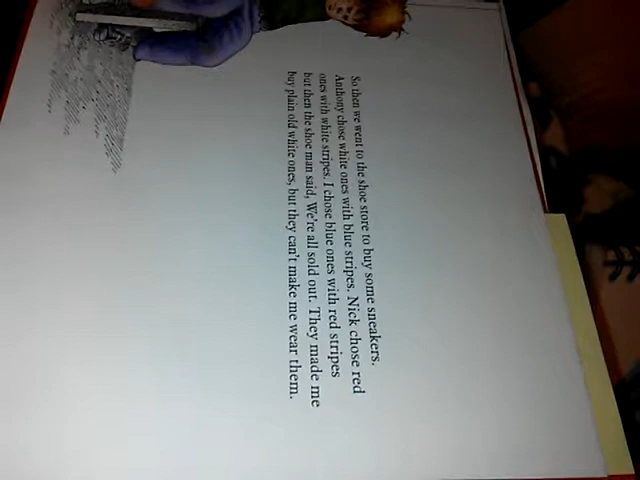 So then we went to the shoe store to buy some sneakers.
Anthony chose white ones with blue stripes. Nick chose red
ones with white stripes. I chose blue ones with red stripes
but then the shoe man said, We're all sold out. They made me
buy plain old white ones, but they can't make me wear them.